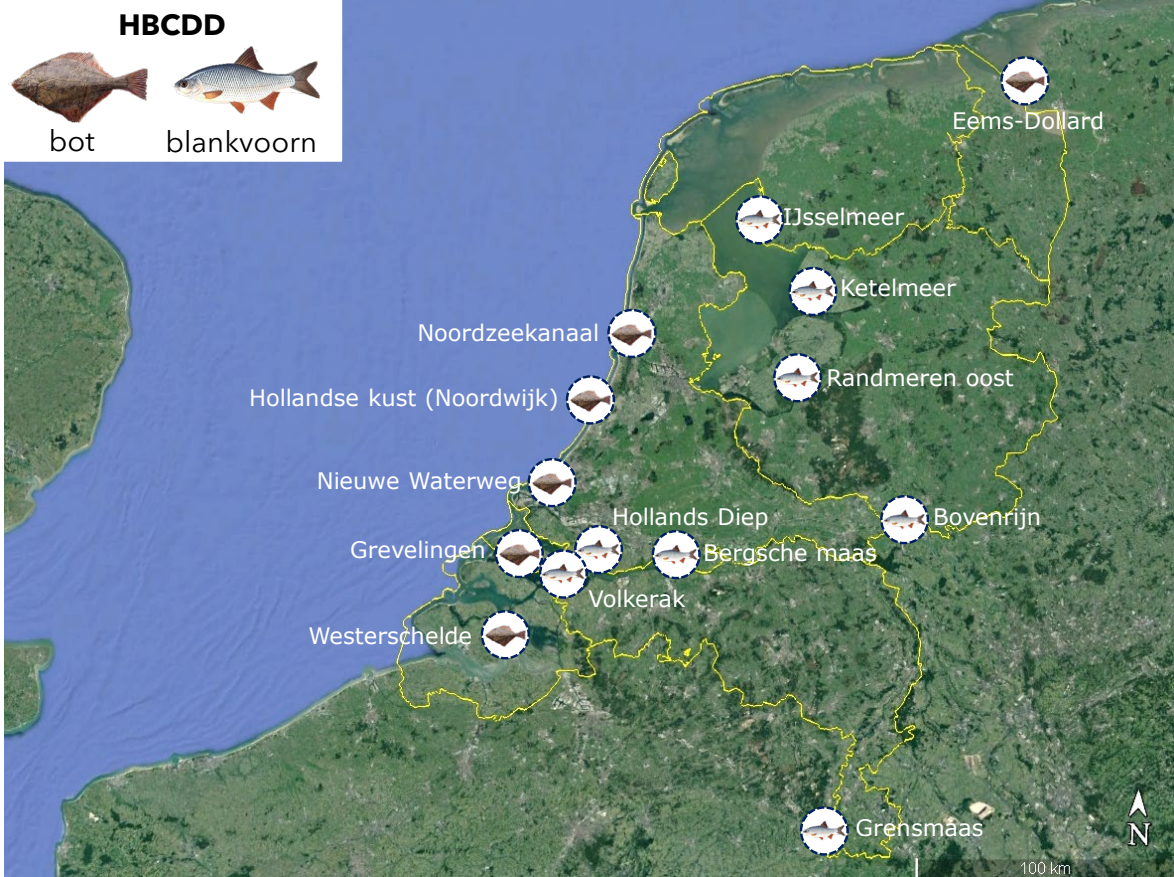 HBCDD
bot
blankvoorn
Eems-Dollard
IJsselmeer
Ketelmeer
Noordzeekanaal
Randmeren oost
Hollandse kust (Noordwijk)
Nieuwe Waterweg
Hollands Diep
Bovenrijn
Grevelingen
Bergsche maas
Volkerak
Westerschelde
Grensmaas
N
100 km